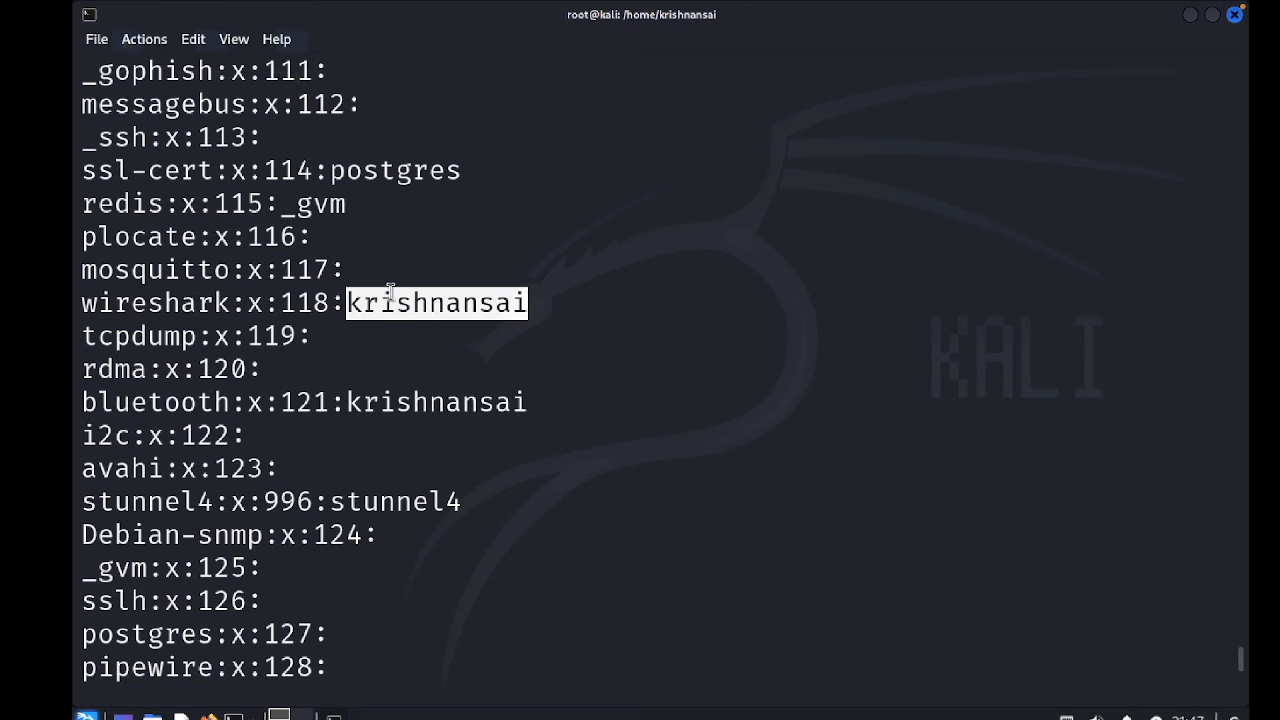 root@kali: /home/krishnansai
File Actions Edit View Help
_gophish:x:111:
messagebus:x:112:
_ssh:x:113:
ssl-cert:x:114:postgres
redis:x:115:_gvm
plocate:x:116:
mosquitto:x:117:
wireshark:x:118:krishnansai
tcpdump:x:119:
rdma:x:120:
bluetooth:x:121:krishnansai
i2c:x:122:
avahi:x:123:
stunnel4:x:996:stunnel4
Debian-snmp:x:124:
_gvm:x:125:
sslh:x:126:
postgres:x:127:
pipewire:x:128:
KALI